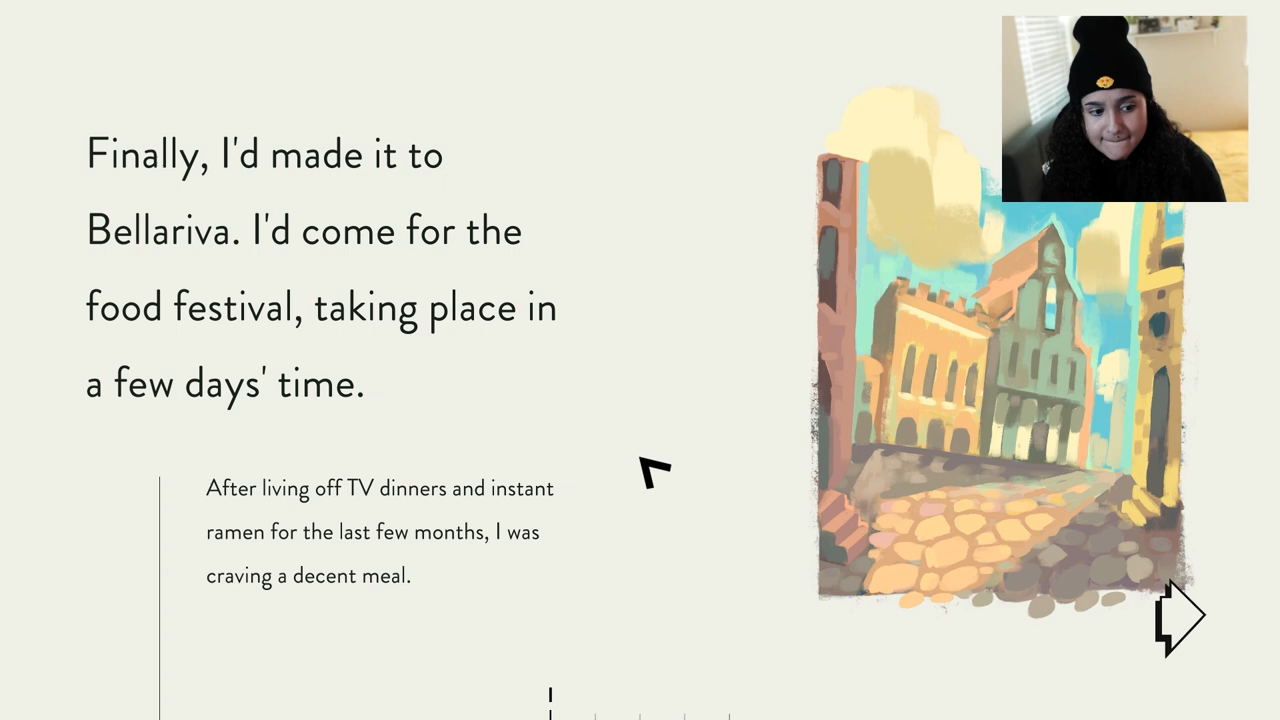 Finally, I'd made it to
Bellariva. I'd come for the
food festival, taking place in
a few days' time.
After living off TV dinners and instant
ramen for the last few months, I was
craving a decent meal.